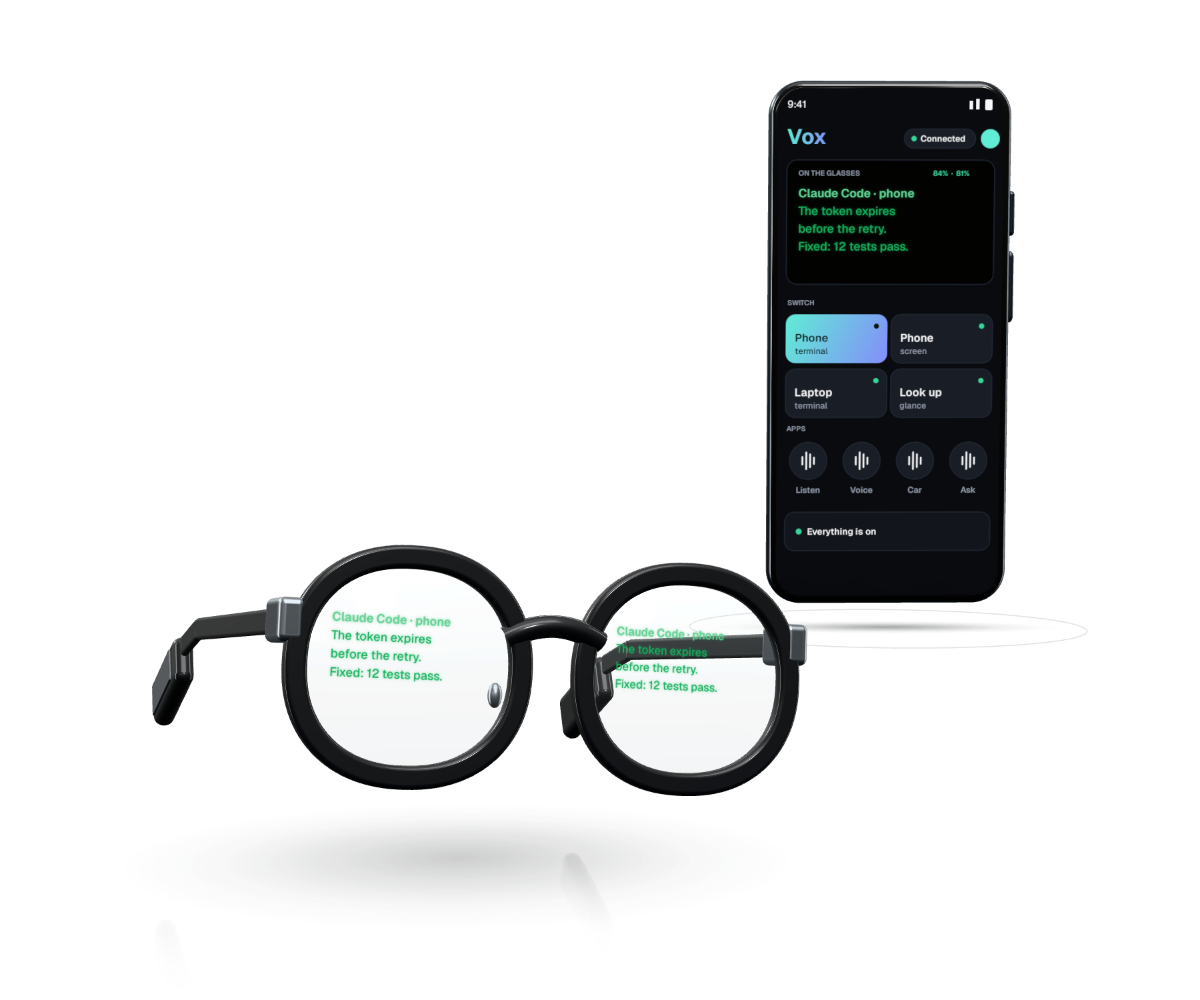 9:41
Vox
Connected
ON THE GLASSES
84% · 81%
Claude Code · phone
The token expires
before the retry.
Fixed: 12 tests pass.
SWITCH
Phone
terminal
Phone
screen
Laptop
terminal
Look up
glance
APPS
Listen
Voice
Car
Ask
Everything is on
Claude Code · phone
The token expires
before the retry.
Fixed: 12 tests pass.
Claude Code · phone
The token expires
before the retry.
Fixed: 12 tests pass.